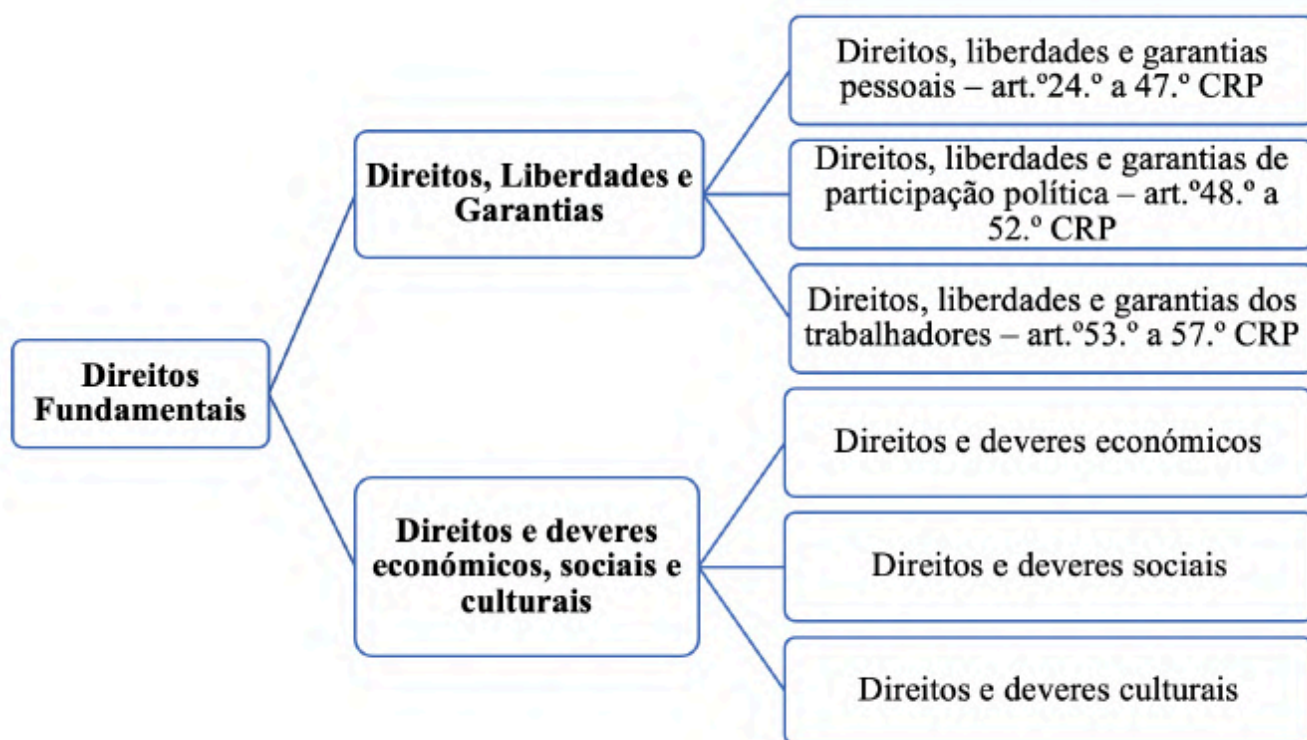 Direitos
Fundamentais
Direitos, Liberdades e
Garantias
Direitos, liberdades e garantias
pessoais – art.º24.º a 47.º CRP
Direitos, liberdades e garantias de
participação política – art.º48.º a
52.º CRP
Direitos, liberdades e garantias dos
trabalhadores – art.º53.º a 57.º CRP
Direitos e deveres
económicos, sociais e
culturais
Direitos e deveres económicos
Direitos e deveres sociais
Direitos e deveres culturais